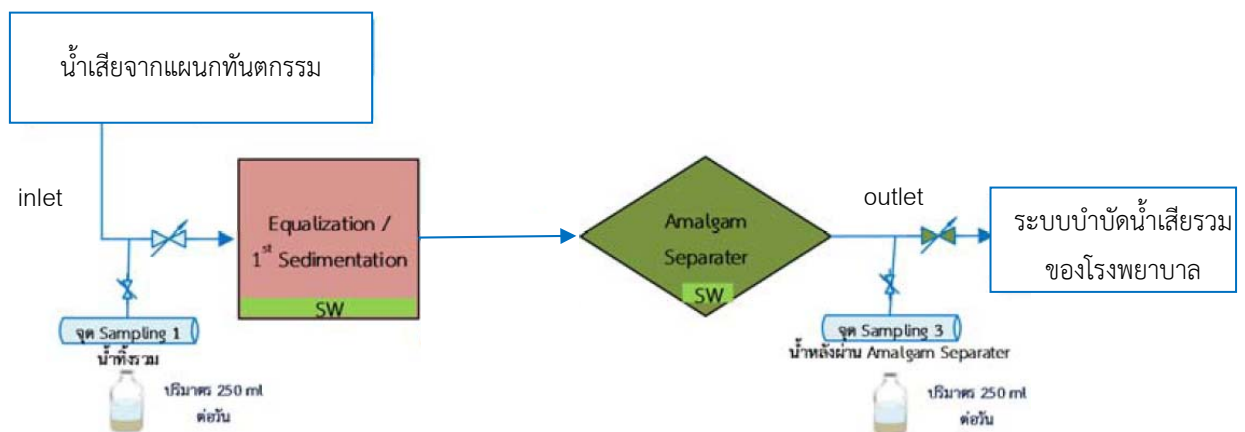 น้ำเสียจากแผนกทันตกรรม
inlet
Equalization /
1st Sedimentation
SW
Amalgam
Separater
SW
outlet
ระบบบำบัดน้ำเสียรวม
ของโรงพยาบาล
จุด Sampling 1
น้ำทิ้งรวม
ปริมาตร 250 ml
ต่อวัน
จุด Sampling 3
น้ำหลังผ่าน Amalgam Separater
ปริมาตร 250 ml
ต่อวัน